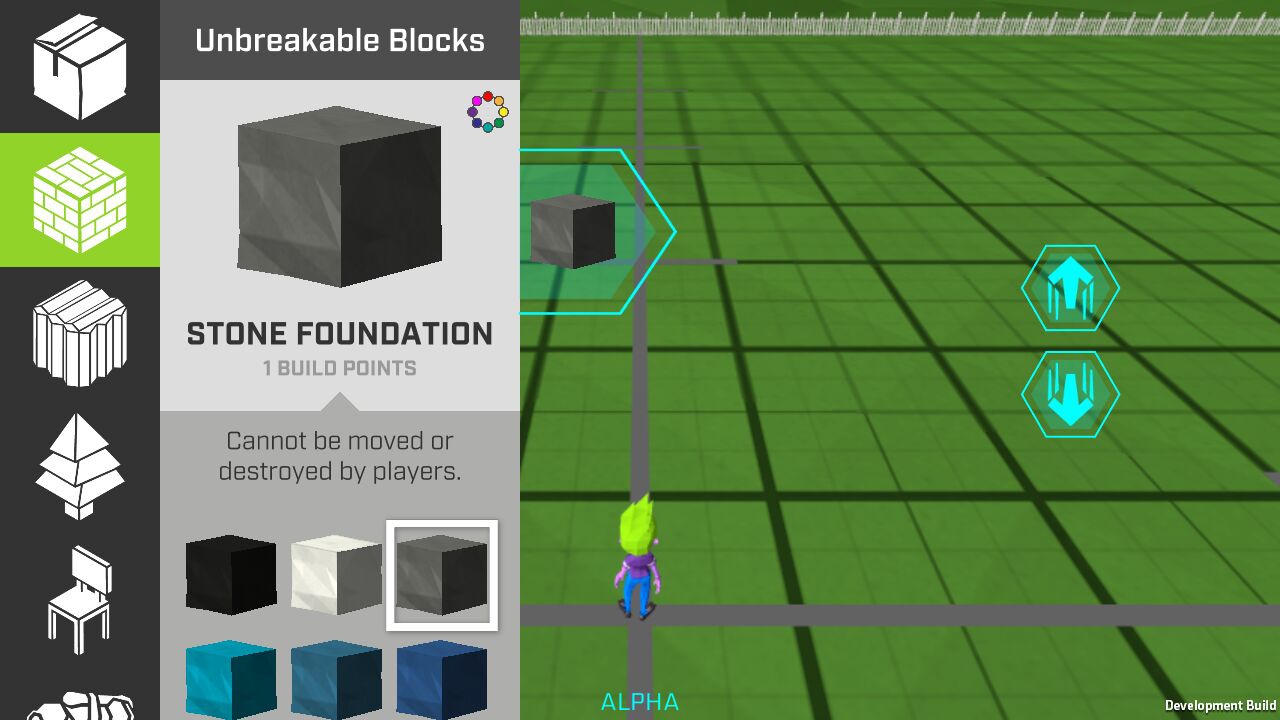 Unbreakable Blocks
STONE FOUNDATION
1 BUILD POINTS
Cannot be moved or
destroyed by players.
ALPHA
Development Build